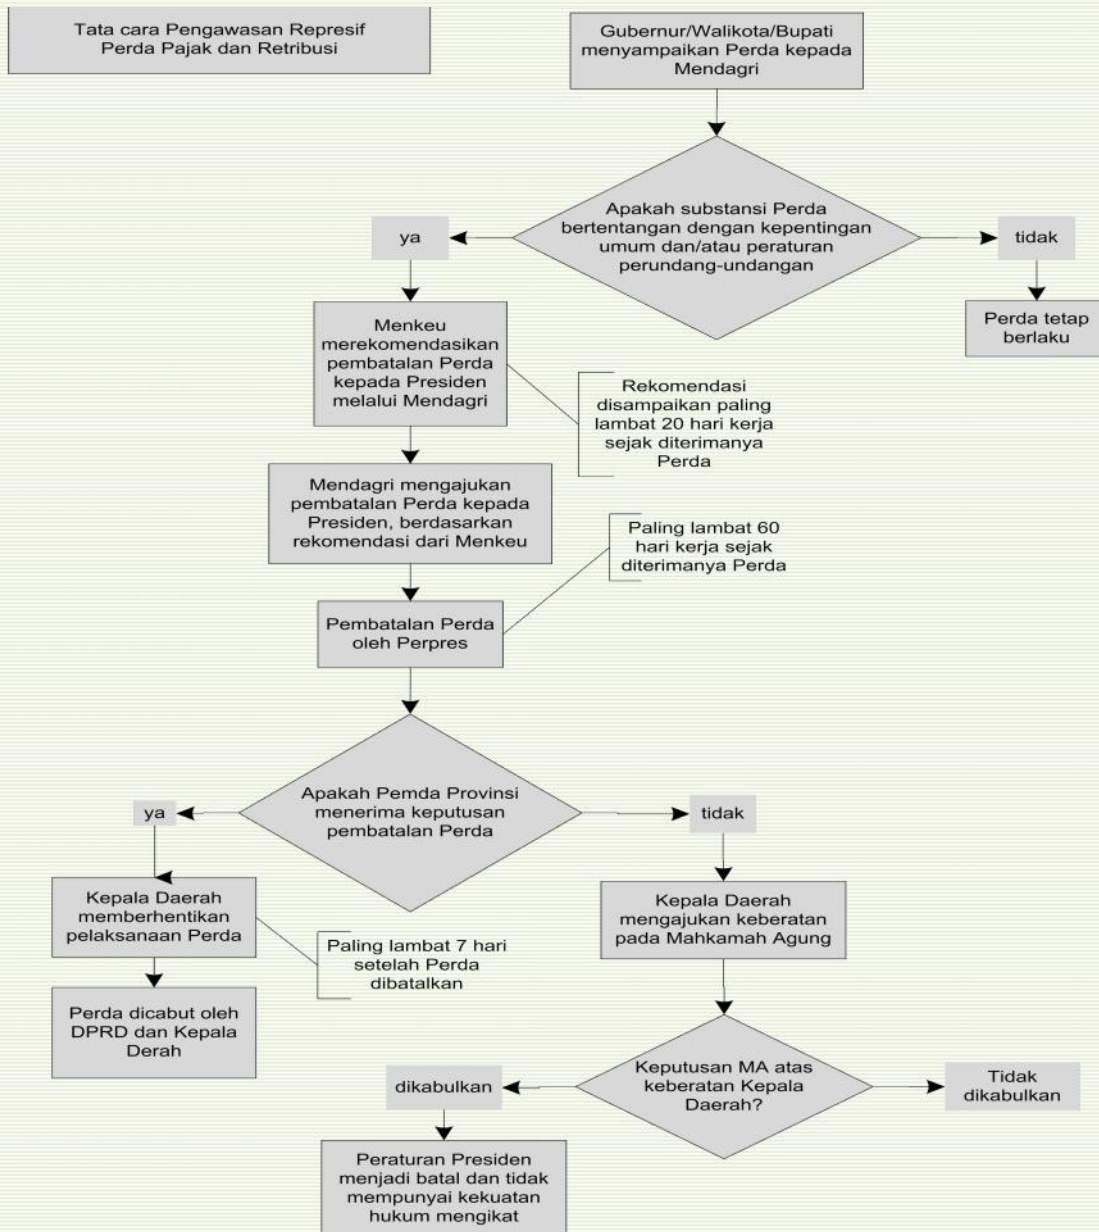 Tata cara Pengawasan Represif
Perda Pajak dan Retribusi
Gubernur/Walikota/Bupati
menyampaikan Perda kepada
Mendagri
Apakah substansi Perda
bertentangan dengan kepentingan
umum dan/atau peraturan
perundang-undangan
ya
tidak
Menkeu
merekomendasikan
pembatalan Perda
kepada Presiden
melalui Mendagri
Perda tetap
berlaku
Rekomendasi
disampaikan paling
lambat 20 hari kerja
sejak diterimanya
Perda
Mendagri mengajukan
pembatalan Perda kepada
Presiden, berdasarkan
rekomendasi dari Menkeu
Paling lambat 60
hari kerja sejak
diterimanya Perda
Pembatalan Perda
oleh Perpres
Apakah Pemda Provinsi
menerima keputusan
pembatalan Perda
ya
tidak
Kepala Daerah
memberhentikan
pelaksanaan Perda
Kepala Daerah
mengajukan keberatan
pada Mahkamah Agung
Paling lambat 7 hari
setelah Perda
dibatalkan
Perda dicabut oleh
DPRD dan Kepala
Derah
Keputusan MA atas
keberatan Kepala
Daerah?
dikabulkan
Tidak
dikabulkan
Peraturan Presiden
menjadi batal dan tidak
mempunyai kekuatan
hukum mengikat